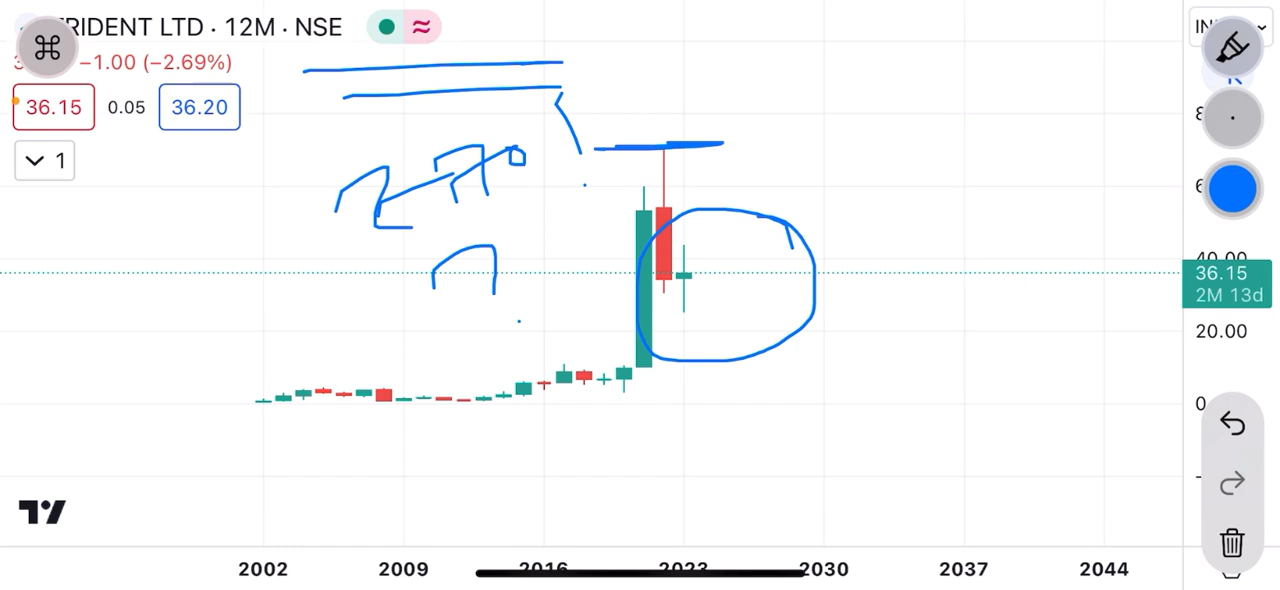 RIDENT LTD · 12M · NSE
−1.00 (−2.69%)
36.15 0.05 36.20
1
40.00
36.15
2M 13d
20.00
0
2002 2009 2016 2023 2030 2037 2044